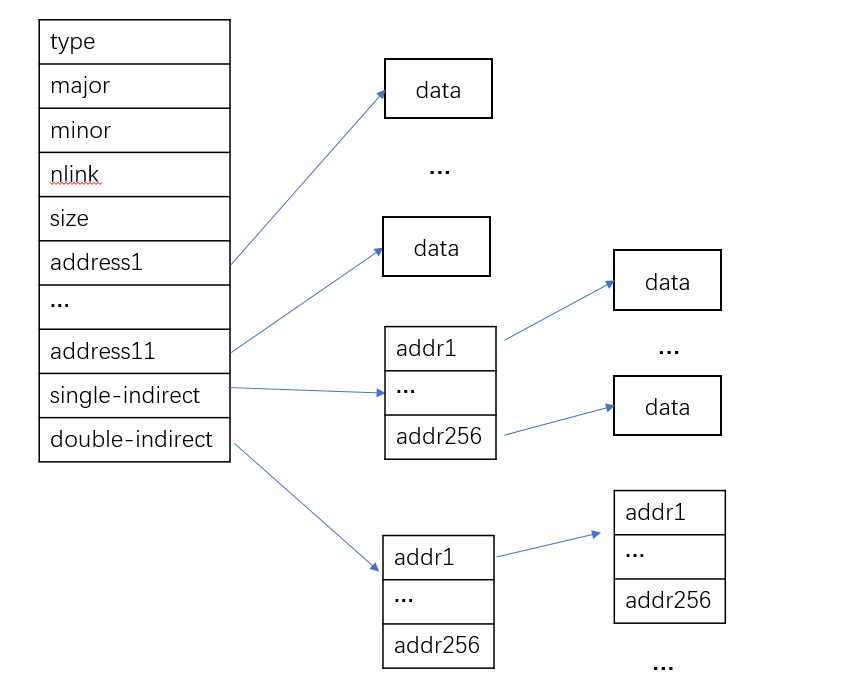 type
major
minor
nlink
size
address1
...
address11
single-indirect
double-indirect
data
...
data
addr1
...
addr256
data
...
data
addr1
...
addr256
addr1
...
addr256
...